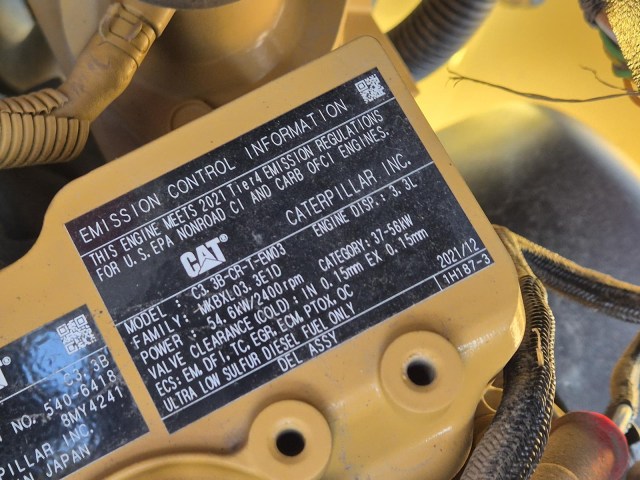 EMISSION CONTROL INFORMATION
THIS ENGINE MEETS 2021 Tier4 EMISSION REGULATIONS
FOR U.S. EPA NONROAD CI AND CARB OFCI ENGINES.
CAT CATERPILLAR INC.
MODEL : C3.3B-CR-T-EW03 ENGINE DISP.: 3.3L
FAMILY : MKBXL03.3E1D
POWER : 54.6kW/2400rpm CATEGORY: 37-56kW
VALVE CLEARANCE(COLD): IN 0.15mm EX 0.15mm
ECS: EM DFI, TC, EGR, ECM, PTOX, OC
ULTRA LOW SULFUR DIESEL FUEL ONLY
DEL ASSY
2021/12
1H187-3
C3.3B
NO. 540-6418
8MY4241
INC.
JAPAN